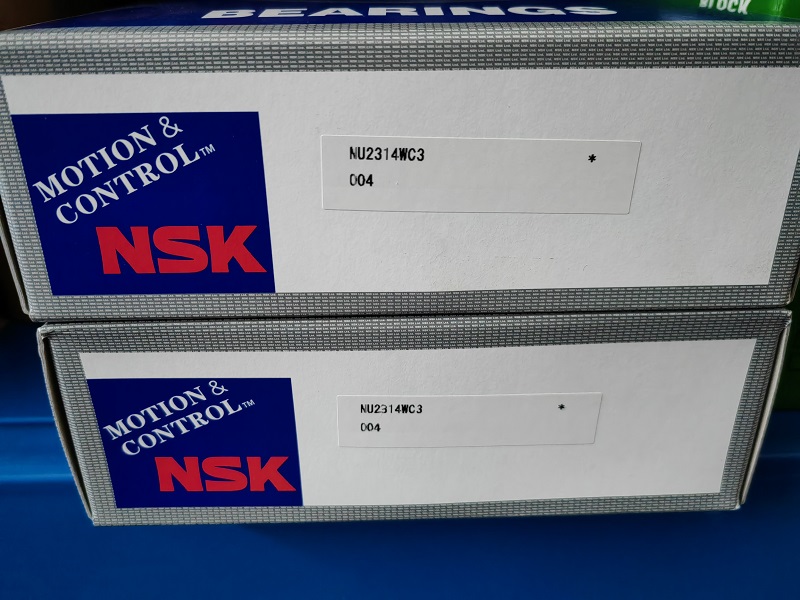 BEARINGS
MOTION &
CONTROL™
NSK
NU2314WC3 *
004
MOTION &
CONTROL™
NSK
NU2314WC3 *
004